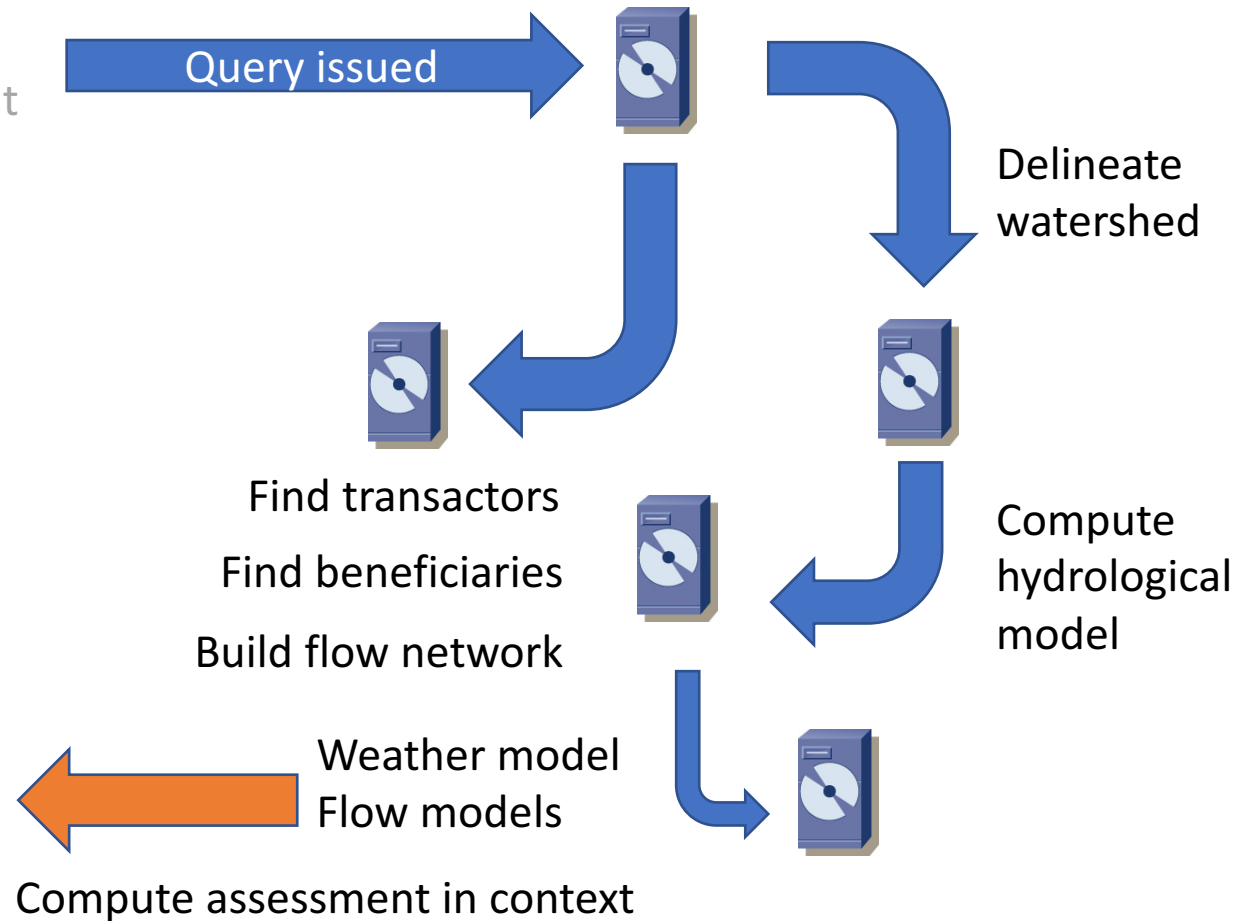 Query issued
t
Delineate
watershed
Find transactors
Find beneficiaries
Build flow network
Compute
hydrological
model
Weather model
Flow models
Compute assessment in context